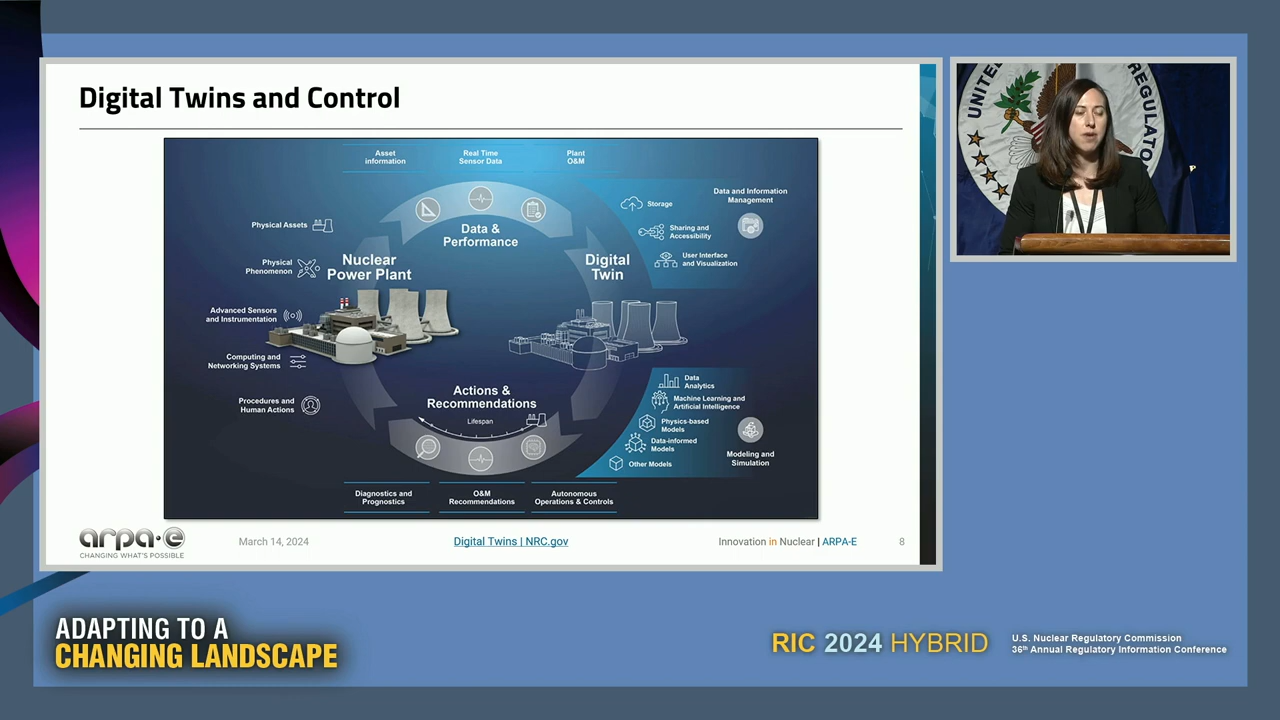 Digital Twins and Control
Asset
information
Real Time
Sensor Data
Plant
O&M
Data &
Performance
Physical Assets
Physical
Phenomenon
Advanced Sensors
and Instrumentation
Computing and
Networking Systems
Procedures and
Human Actions
Nuclear
Power Plant
Digital
Twin
Storage
Sharing and
Accessibility
User Interface
and Visualization
Data and Information
Management
Actions &
Recommendations
Lifespan
Data
Analytics
Machine Learning and
Artificial Intelligence
Physics-based
Models
Data-informed
Models
Other Models
Modeling and
Simulation
Diagnostics and
Prognostics
O&M
Recommendations
Autonomous
Operations & Controls
arpa·e
CHANGING WHAT'S POSSIBLE
March 14, 2024
Digital Twins | NRC.gov
Innovation in Nuclear | ARPA-E
8
UNITED
REGULATO
ADAPTING TO A
CHANGING LANDSCAPE
RIC 2024 HYBRID
U.S. Nuclear Regulatory Commission
36th Annual Regulatory Information Conference